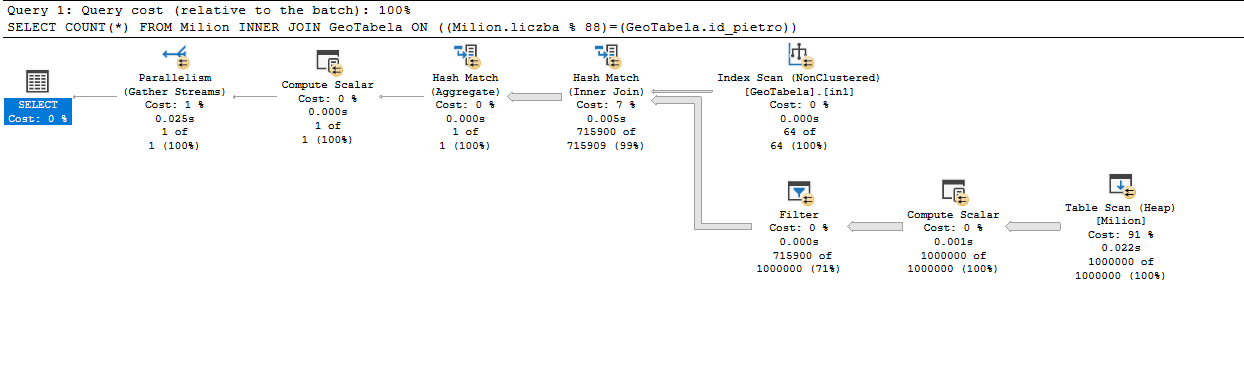 Query 1: Query cost (relative to the batch): 100%
SELECT COUNT(*) FROM Milion INNER JOIN GeoTabela ON ((Milion.liczba % 88)=(GeoTabela.id_pietro))
SELECT
Cost: 0 %
Parallelism
(Gather Streams)
Cost: 1 %
0.025s
1 of
1 (100%)
Compute Scalar
Cost: 0 %
0.000s
1 of
1 (100%)
Hash Match
(Aggregate)
Cost: 0 %
0.000s
1 of
1 (100%)
Hash Match
(Inner Join)
Cost: 7 %
0.005s
715900 of
715909 (99%)
Index Scan (NonClustered)
[GeoTabela].[in1]
Cost: 0 %
0.000s
64 of
64 (100%)
Filter
Cost: 0 %
0.000s
715900 of
1000000 (71%)
Compute Scalar
Cost: 0 %
0.001s
1000000 of
1000000 (100%)
Table Scan (Heap)
[Milion]
Cost: 91 %
0.022s
1000000 of
1000000 (100%)